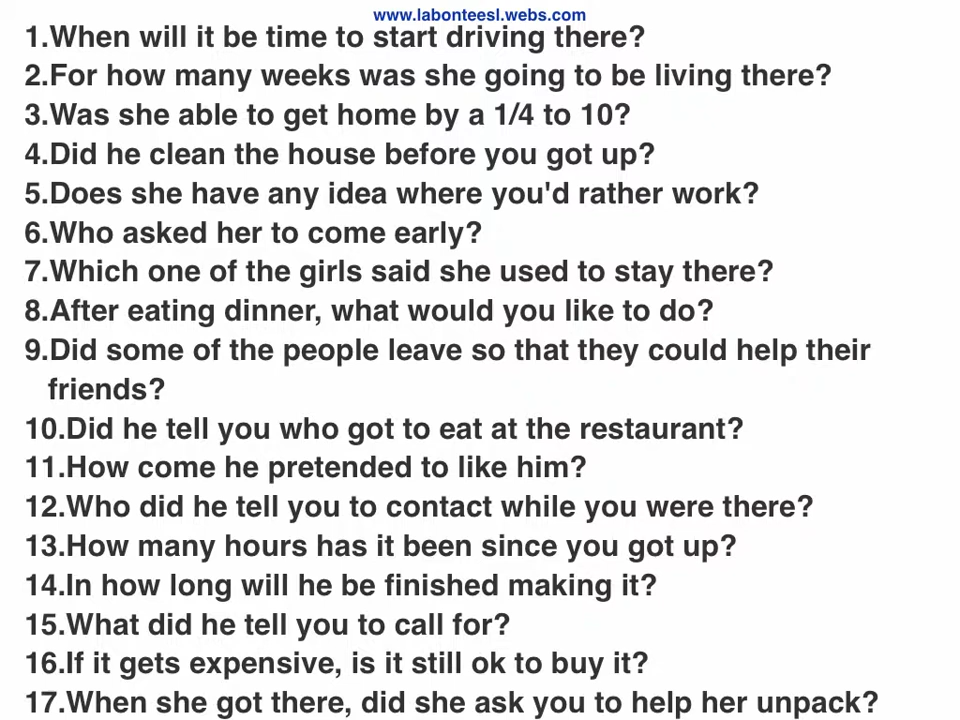 www.labonteesl.webs.com
1.When will it be time to start driving there?
2.For how many weeks was she going to be living there?
3.Was she able to get home by a 1/4 to 10?
4.Did he clean the house before you got up?
5.Does she have any idea where you'd rather work?
6.Who asked her to come early?
7.Which one of the girls said she used to stay there?
8.After eating dinner, what would you like to do?
9.Did some of the people leave so that they could help their
friends?
10.Did he tell you who got to eat at the restaurant?
11.How come he pretended to like him?
12.Who did he tell you to contact while you were there?
13.How many hours has it been since you got up?
14.In how long will he be finished making it?
15.What did he tell you to call for?
16.If it gets expensive, is it still ok to buy it?
17.When she got there, did she ask you to help her unpack?